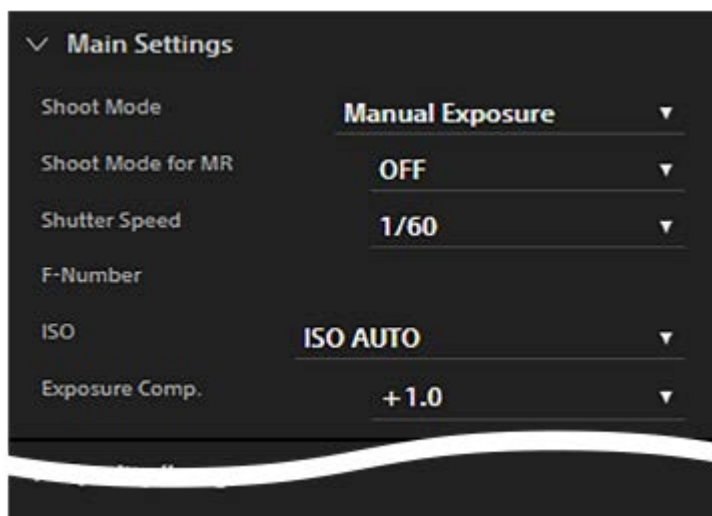 Main Settings
Shoot Mode Manual Exposure
Shoot Mode for MR OFF
Shutter Speed 1/60
F-Number
ISO ISO AUTO
Exposure Comp. +1.0